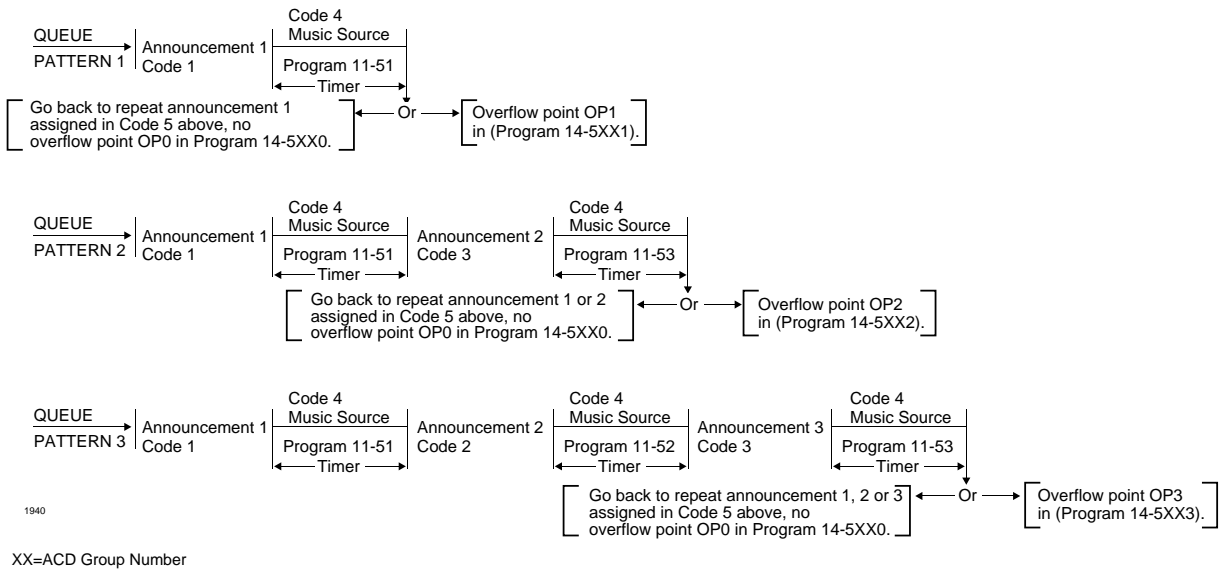 Code 4
QUEUE
PATTERN 1
Announcement 1
Code 1
Music Source
Program 11-51
Timer
Go back to repeat announcement 1
assigned in Code 5 above, no
overflow point OP0 in Program 14-5XX0.
Or
Overflow point OP1
in (Program 14-5XX1).
QUEUE
PATTERN 2
Announcement 1
Code 1
Code 4
Music Source
Program 11-51
Timer
Announcement 2
Code 3
Code 4
Music Source
Program 11-53
Timer
Go back to repeat announcement 1 or 2
assigned in Code 5 above, no
overflow point OP0 in Program 14-5XX0.
Or
Overflow point OP2
in (Program 14-5XX2).
QUEUE
PATTERN 3
Announcement 1
Code 1
Code 4
Music Source
Program 11-51
Timer
Announcement 2
Code 2
Code 4
Music Source
Program 11-52
Timer
Announcement 3
Code 3
Code 4
Music Source
Program 11-53
Timer
Go back to repeat announcement 1, 2 or 3
assigned in Code 5 above, no
overflow point OP0 in Program 14-5XX0.
Or
Overflow point OP3
in (Program 14-5XX3).
1940
XX=ACD Group Number